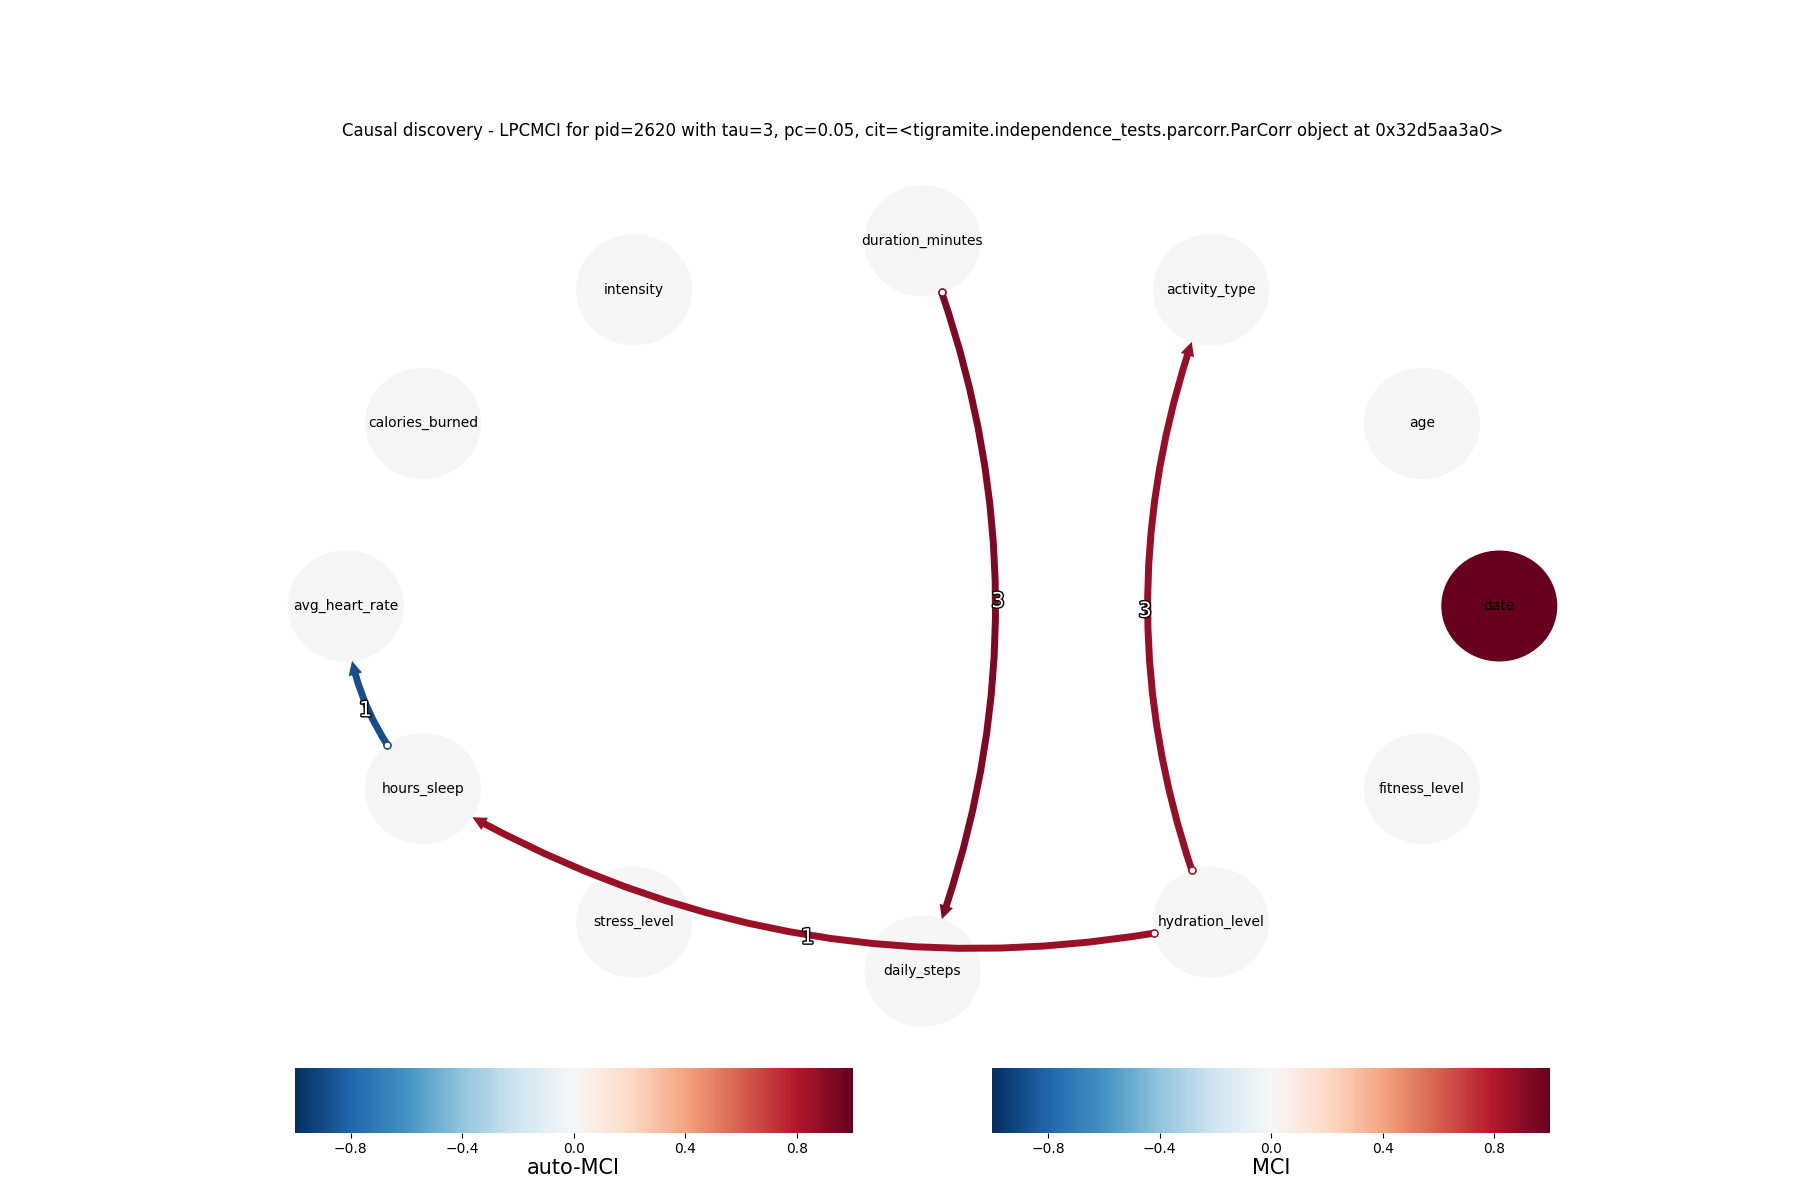 Causal discovery - LPCMCI for pid=2620 with tau=3, pc=0.05, cit=<tigramite.independence_tests.parcorr.ParCorr object at 0x32d5aa3a0>
duration_minutes
intensity
activity_type
calories_burned
age
3
3
avg_heart_rate
date
1
hours_sleep
fitness_level
stress_level
hydration_level
1
daily_steps
−0.8 −0.4 0.0 0.4 0.8
auto-MCI
−0.8 −0.4 0.0 0.4 0.8
MCI